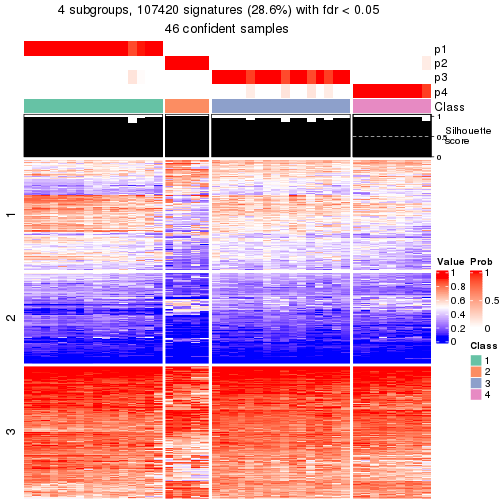 4 subgroups, 107420 signatures (28.6%) with fdr < 0.05
46 confident samples
p1
p2
p3
p4
Class
1
0.5
0
Silhouette
score
1
2
3
Value
1
0.8
0.6
0.4
0.2
0
Prob
1
0.5
0
Class
1
2
3
4